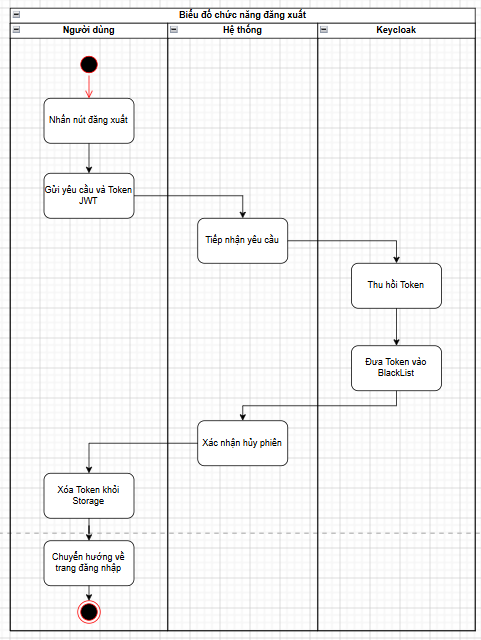 Biểu đồ chức năng đăng xuất
Người dùng
Hệ thống
Keycloak
Nhấn nút đăng xuất
Gửi yêu cầu và Token
JWT
Tiếp nhận yêu cầu
Thu hồi Token
Đưa Token vào
BlackList
Xác nhận hủy phiên
Xóa Token khỏi
Storage
Chuyển hướng về
trang đăng nhập